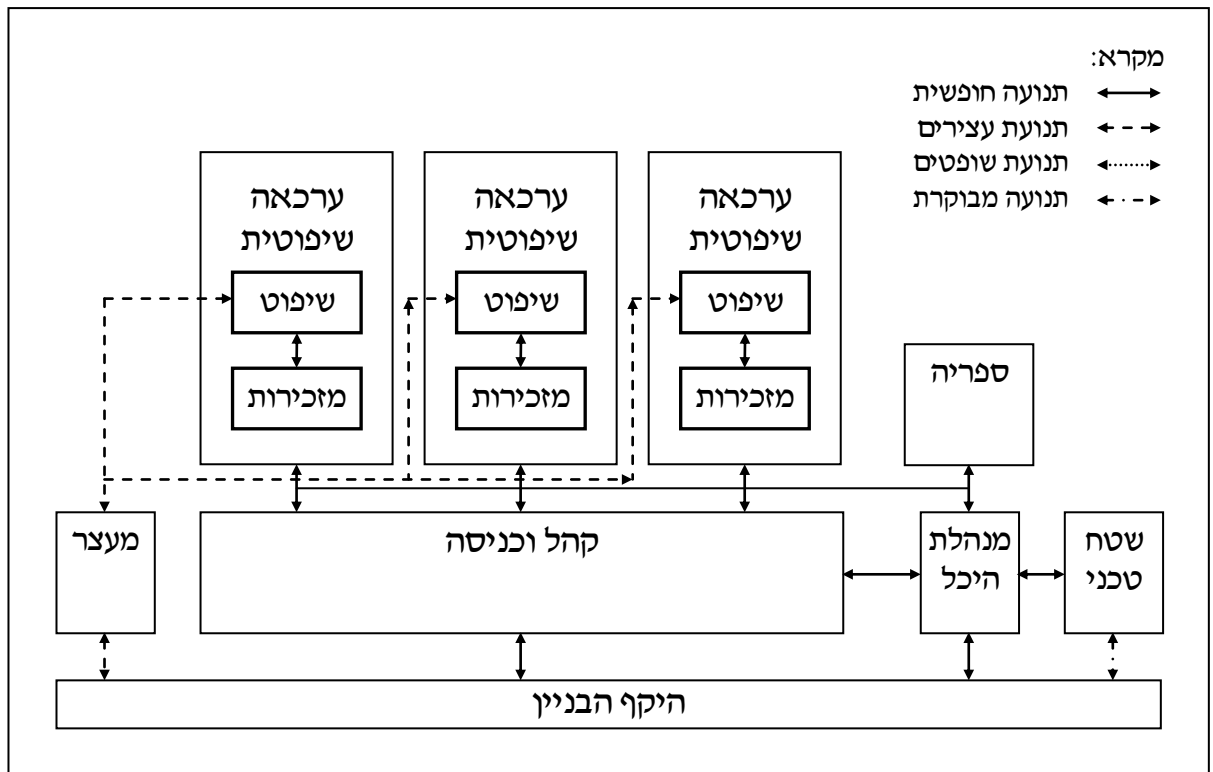 מקרא:
תנועה חופשית
תנועת עצירים
תנועת שופטים
תנועה מבוקרת
ערכאה
שיפוטית
שיפוט
מזכירות
ערכאה
שיפוטית
שיפוט
מזכירות
ערכאה
שיפוטית
שיפוט
מזכירות
ספריה
שטח
טכני
מנהלת
היכל
קהל וכניסה
מעצר
היקף הבניין